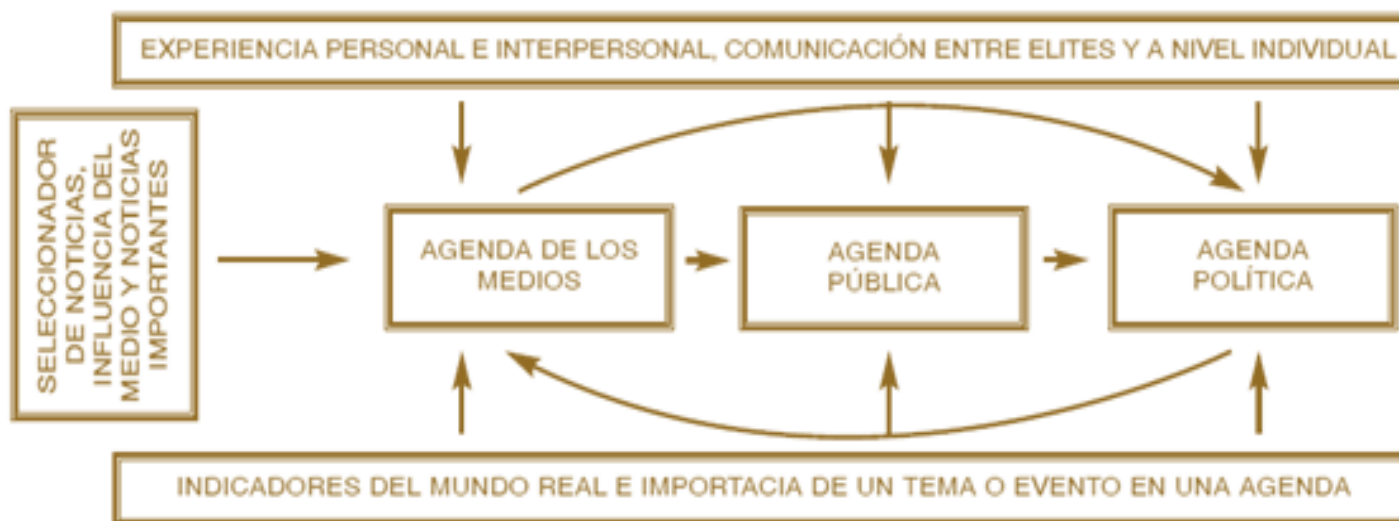 EXPERIENCIA PERSONAL E INTERPERSONAL, COMUNICACIÓN ENTRE ELITES Y A NIVEL INDIVIDUAL
SELECCIONADOR
DE NOTICIAS,
INFLUENCIA DEL
MEDIO Y NOTICIAS
IMPORTANTES
AGENDA DE LOS
MEDIOS
AGENDA
PÚBLICA
AGENDA
POLÍTICA
INDICADORES DEL MUNDO REAL E IMPORTACIA DE UN TEMA O EVENTO EN UNA AGENDA